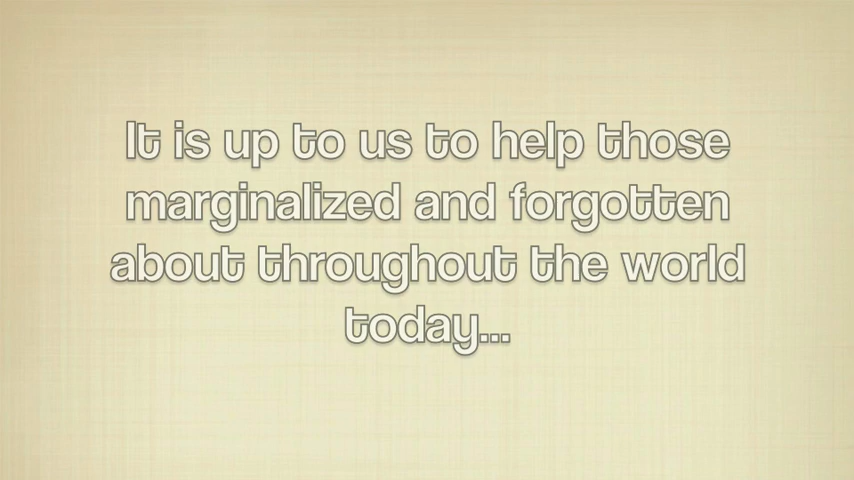 It is up to us to help those
marginalized and forgotten
about throughout the world
today...